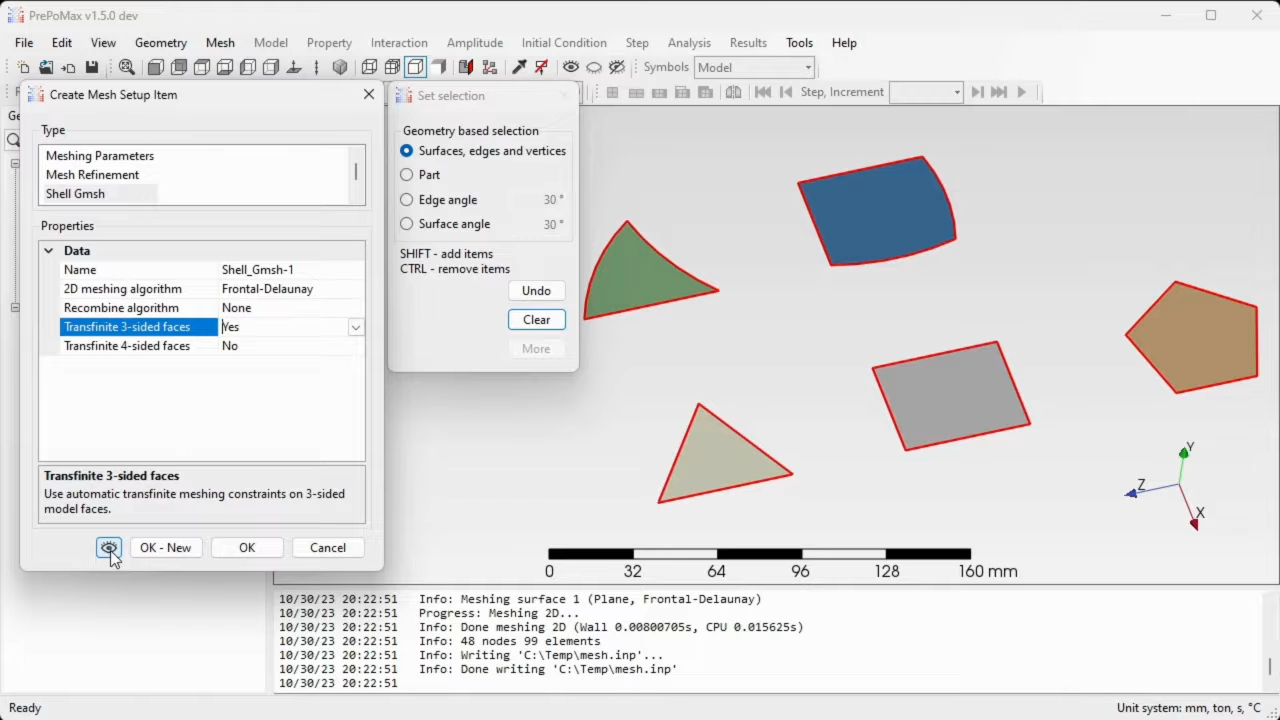 PrePoMax v1.5.0 dev
File Edit View Geometry Mesh Model Property Interaction Amplitude Initial Condition Step Analysis Results Tools Help
Symbols Model
Step, Increment
Create Mesh Setup Item
Type
Meshing Parameters
Mesh Refinement
Shell Gmsh
Properties
Data
Name Shell_Gmsh-1
2D meshing algorithm Frontal-Delaunay
Recombine algorithm None
Transfinite 3-sided faces Yes
Transfinite 4-sided faces No
Transfinite 3-sided faces
Use automatic transfinite meshing constraints on 3-sided
model faces.
OK - New OK Cancel
Set selection
Geometry based selection
Surfaces, edges and vertices
Part
Edge angle 30 °
Surface angle 30 °
SHIFT - add items
CTRL - remove items
Undo
Clear
More
Y
Z
X
0 32 64 96 128 160 mm
10/30/23 20:22:51 Info: Meshing surface 1 (Plane, Frontal-Delaunay)
10/30/23 20:22:51 Progress: Meshing 2D...
10/30/23 20:22:51 Info: Done meshing 2D (Wall 0.00800705s, CPU 0.015625s)
10/30/23 20:22:51 Info: 48 nodes 99 elements
10/30/23 20:22:51 Info: Writing 'C:\Temp\mesh.inp'...
10/30/23 20:22:51 Info: Done writing 'C:\Temp\mesh.inp'
10/30/23 20:22:51
Ready
Unit system: mm, ton, s, °C